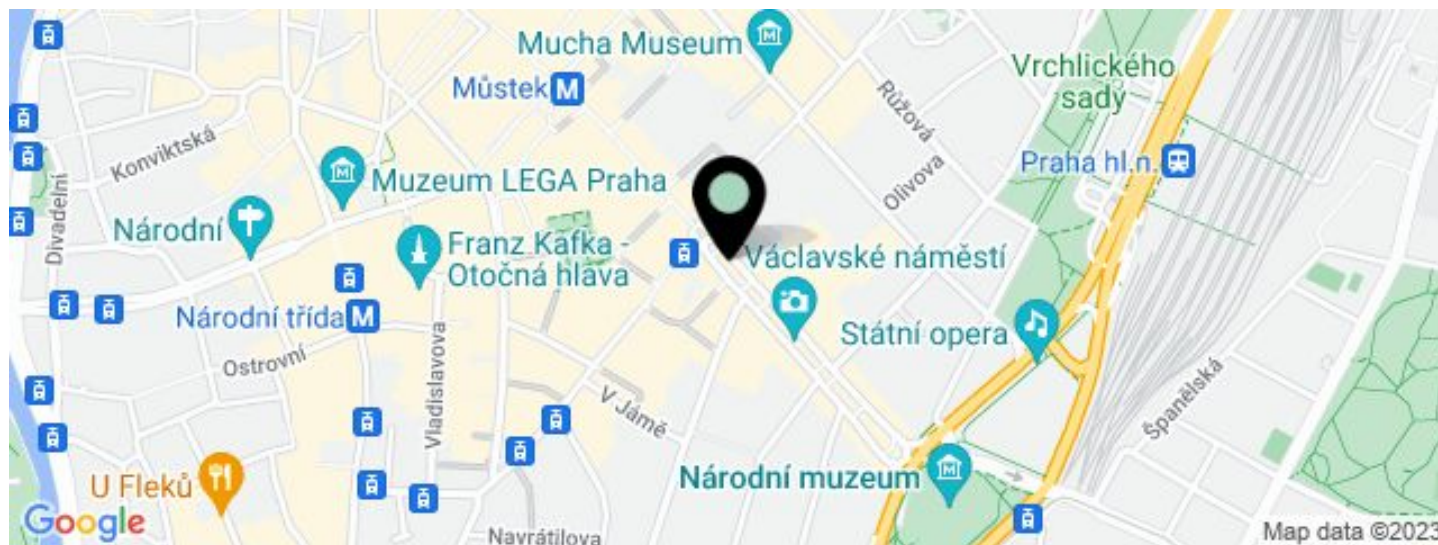 Mucha Museum
Vrchlického
sady
Můstek
M
Růžová
Konviktská
Praha hl.n.
Muzeum LEGA Praha
Olivova
Divadelní
Národní
Franz Kafka -
Otočná hlava
Václavské náměstí
Národní třída
M
Státní opera
Ostrovní
Vladislavova
V Jámě
Španělská
Národní muzeum
U Fleků
Google
Navrátilova
Map data ©2023